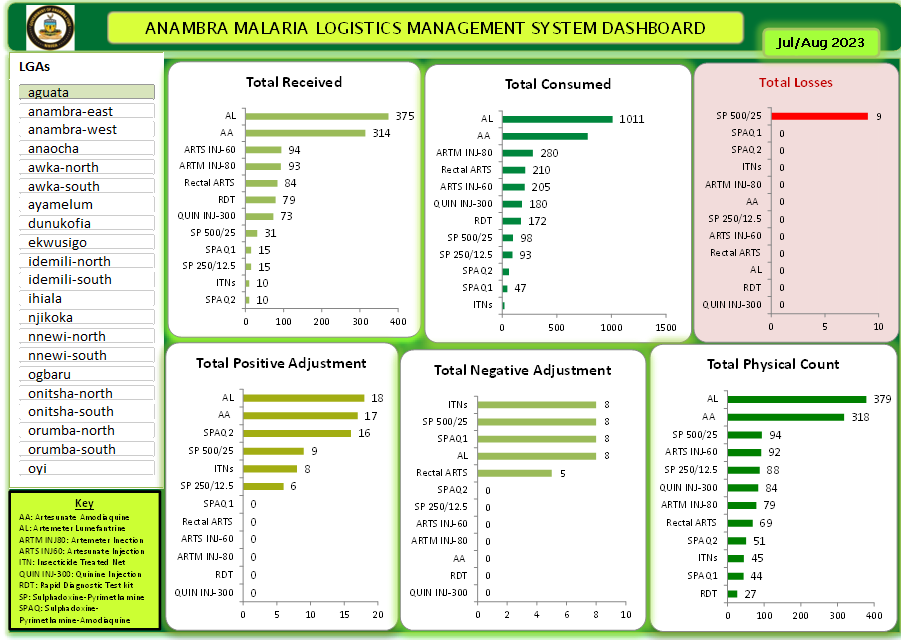 ANAMBRA MALARIA LOGISTICS MANAGEMENT SYSTEM DASHBOARD
Jul/Aug 2023
LGAs
aguata
anambra-east
anambra-west
anaocha
awka-north
awka-south
ayamelum
dunukofia
ekwusigo
idemili-north
idemili-south
ihiala
njikoka
nnewi-north
nnewi-south
ogbaru
onitsha-north
onitsha-south
orumba-north
orumba-south
oyi
Key
AA: Artesunate Amodiaquine
AL: Artemeter Lumefantrine
ARTM INJ80: Artemeter Inection
ARTS INJ60: Artesunate Injection
ITN: Insecticide Treated Net
QUIN INJ-300: Quinine Injection
RDT: Rapid Diagnostic Test kit
SP: Sulphadoxine-Pyrimethamine
SPAQ: Sulphadoxine-
Pyrimethamine-Amodiaquine
Total Received
AL 375
AA 314
ARTS INJ-60 94
ARTM INJ-80 93
Rectal ARTS 84
RDT 79
QUIN INJ-300 73
SP 500/25 31
SPAQ1 15
SP 250/12.5 15
ITNs 10
SPAQ2 10
0 100 200 300 400
Total Consumed
AL 1011
AA
ARTM INJ-80 280
Rectal ARTS 210
ARTS INJ-60 205
QUIN INJ-300 180
RDT 172
SP 500/25 98
SP 250/12.5 93
SPAQ2
SPAQ1 47
ITNs
0 500 1000 1500
Total Losses
SP 500/25 9
SPAQ1 0
SPAQ2 0
ITNs 0
ARTM INJ-80 0
AA 0
SP 250/12.5 0
ARTS INJ-60 0
Rectal ARTS 0
AL 0
RDT 0
QUIN INJ-300 0
0 5 10
Total Positive Adjustment
AL 18
AA 17
SPAQ2 16
SP 500/25 9
ITNs 8
SP 250/12.5 6
SPAQ1 0
Rectal ARTS 0
ARTS INJ-60 0
ARTM INJ-80 0
RDT 0
QUIN INJ-300 0
0 5 10 15 20
Total Negative Adjustment
ITNs 8
SP 500/25 8
SPAQ1 8
AL 8
Rectal ARTS 5
SPAQ2 0
SP 250/12.5 0
ARTS INJ-60 0
ARTM INJ-80 0
AA 0
RDT 0
QUIN INJ-300 0
0 2 4 6 8 10
Total Physical Count
AL 379
AA 318
SP 500/25 94
ARTS INJ-60 92
SP 250/12.5 88
QUIN INJ-300 84
ARTM INJ-80 79
Rectal ARTS 69
SPAQ2 51
ITNs 45
SPAQ1 44
RDT 27
0 100 200 300 400